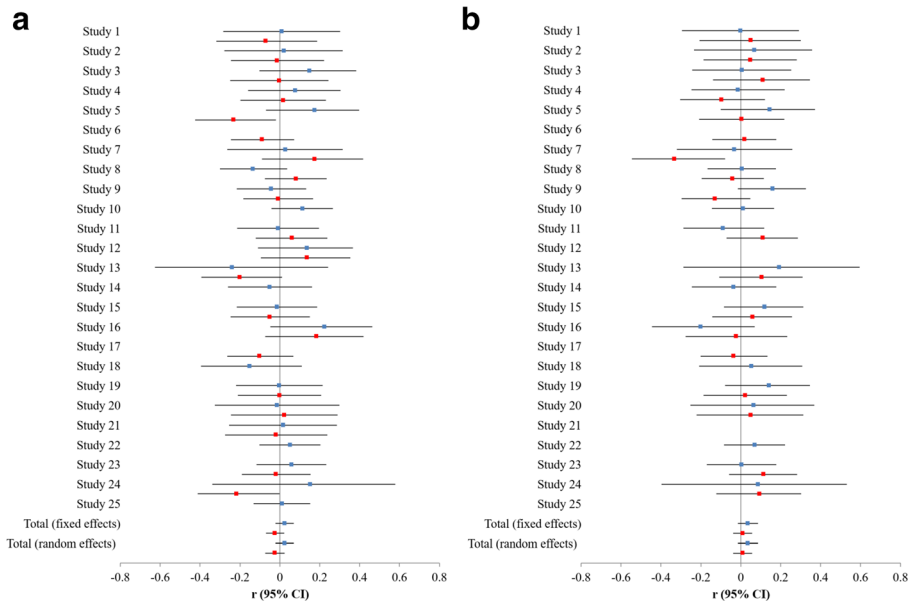 a
Study 1
Study 2
Study 3
Study 4
Study 5
Study 6
Study 7
Study 8
Study 9
Study 10
Study 11
Study 12
Study 13
Study 14
Study 15
Study 16
Study 17
Study 18
Study 19
Study 20
Study 21
Study 22
Study 23
Study 24
Study 25
Total (fixed effects)
Total (random effects)
-0.8 -0.6 -0.4 -0.2 0 0.2 0.4 0.6 0.8
r (95% CI)
b
Study 1
Study 2
Study 3
Study 4
Study 5
Study 6
Study 7
Study 8
Study 9
Study 10
Study 11
Study 12
Study 13
Study 14
Study 15
Study 16
Study 17
Study 18
Study 19
Study 20
Study 21
Study 22
Study 23
Study 24
Study 25
Total (fixed effects)
Total (random effects)
-0.8 -0.6 -0.4 -0.2 0 0.2 0.4 0.6 0.8
r (95% CI)